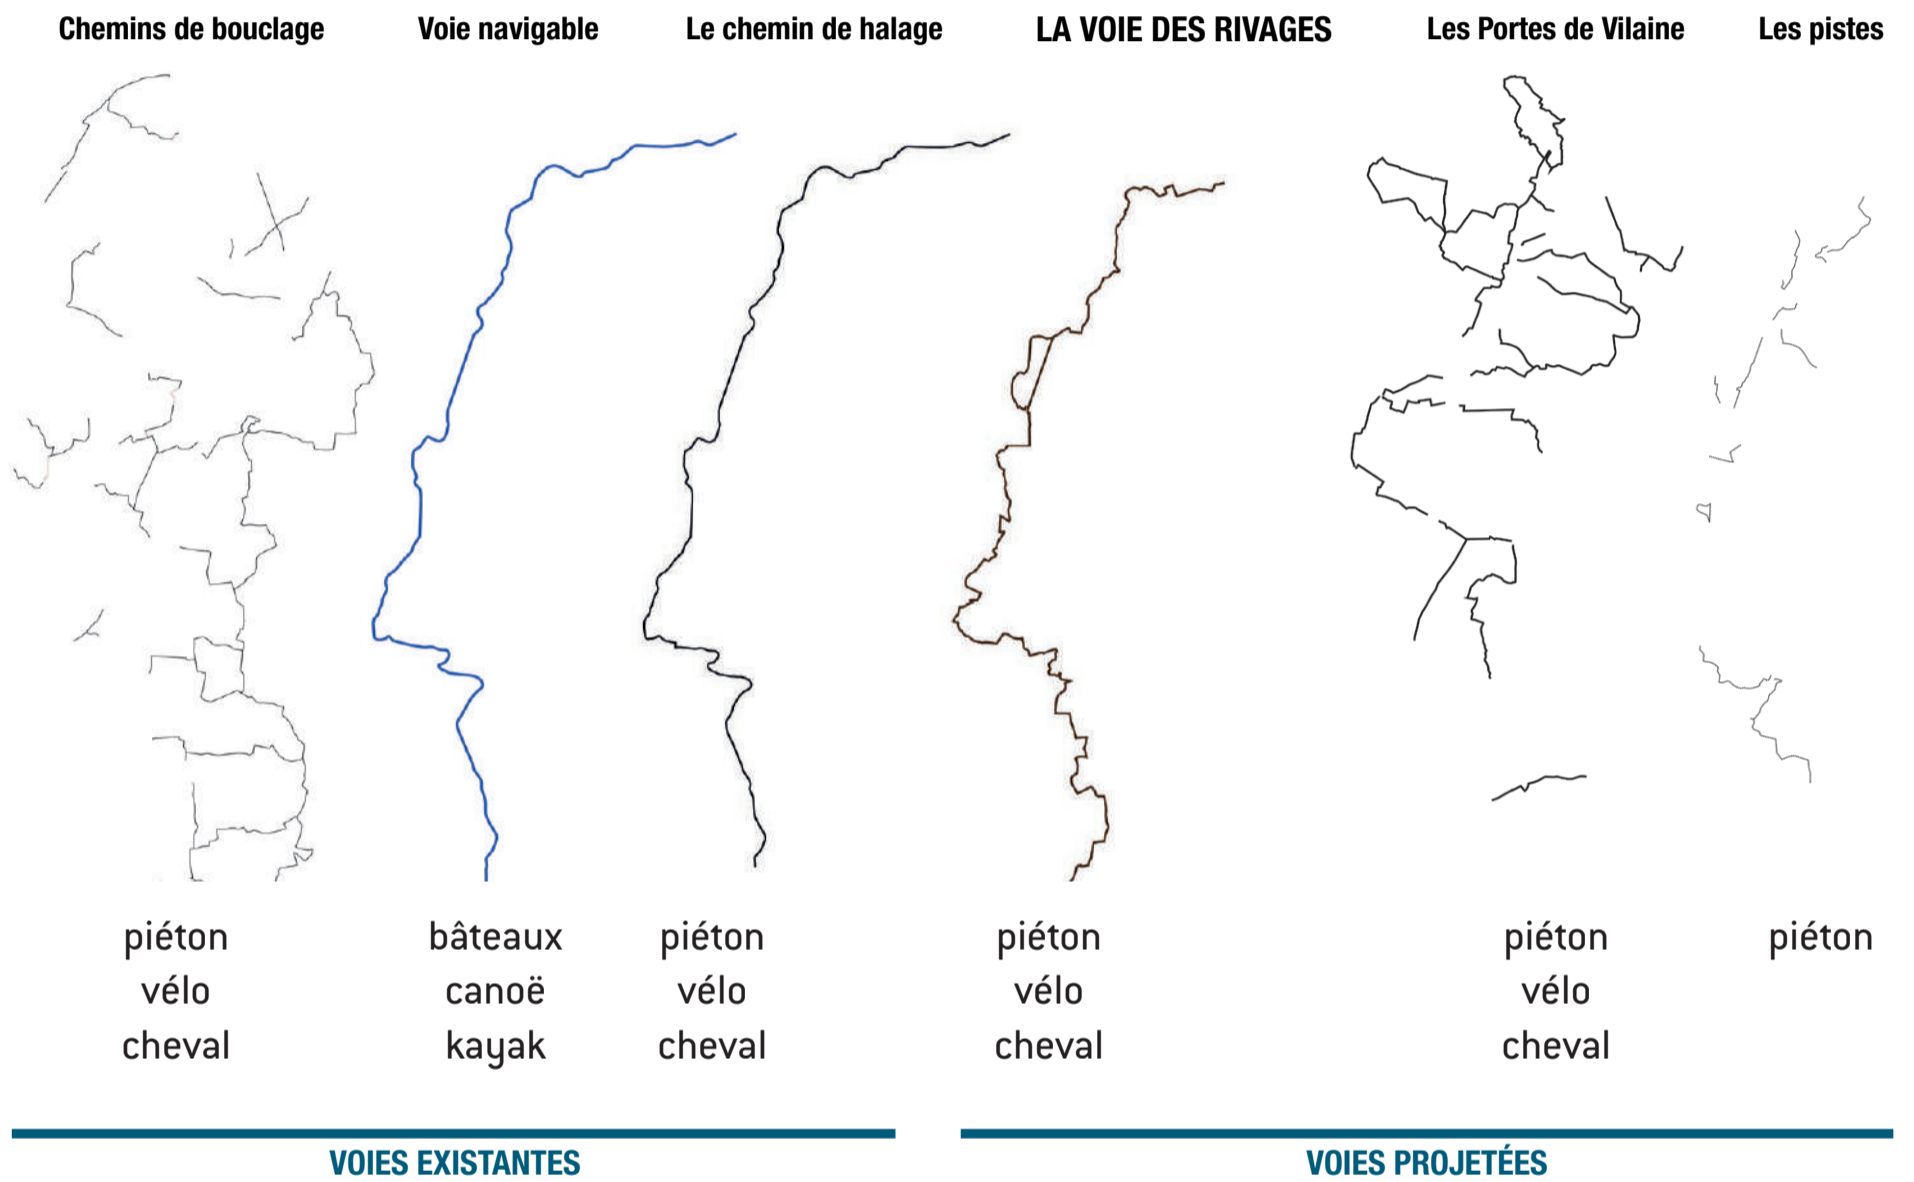 Chemins de bouclage
Voie navigable
Le chemin de halage
LA VOIE DES RIVAGES
Les Portes de Vilaine
Les pistes
piéton
vélo
cheval
bâteaux
canoë
kayak
piéton
vélo
cheval
piéton
vélo
cheval
piéton
vélo
cheval
piéton
VOIES EXISTANTES
VOIES PROJETÉES